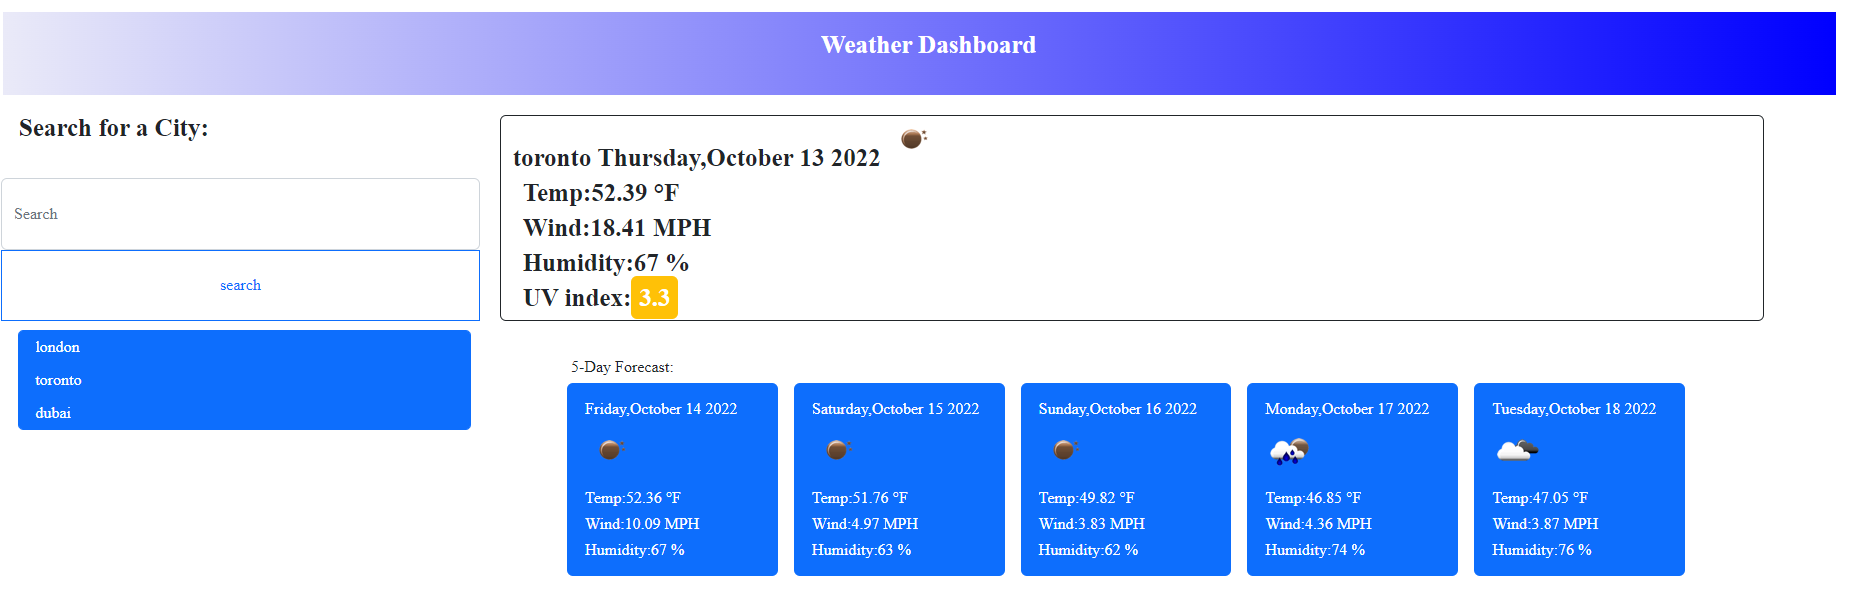 Weather Dashboard
Search for a City:
Search
search
london
toronto
dubai
toronto Thursday,October 13 2022
Temp:52.39 °F
Wind:18.41 MPH
Humidity:67 %
UV index:3.3
5-Day Forecast:
Friday,October 14 2022
Temp:52.36 °F
Wind:10.09 MPH
Humidity:67 %
Saturday,October 15 2022
Temp:51.76 °F
Wind:4.97 MPH
Humidity:63 %
Sunday,October 16 2022
Temp:49.82 °F
Wind:3.83 MPH
Humidity:62 %
Monday,October 17 2022
Temp:46.85 °F
Wind:4.36 MPH
Humidity:74 %
Tuesday,October 18 2022
Temp:47.05 °F
Wind:3.87 MPH
Humidity:76 %